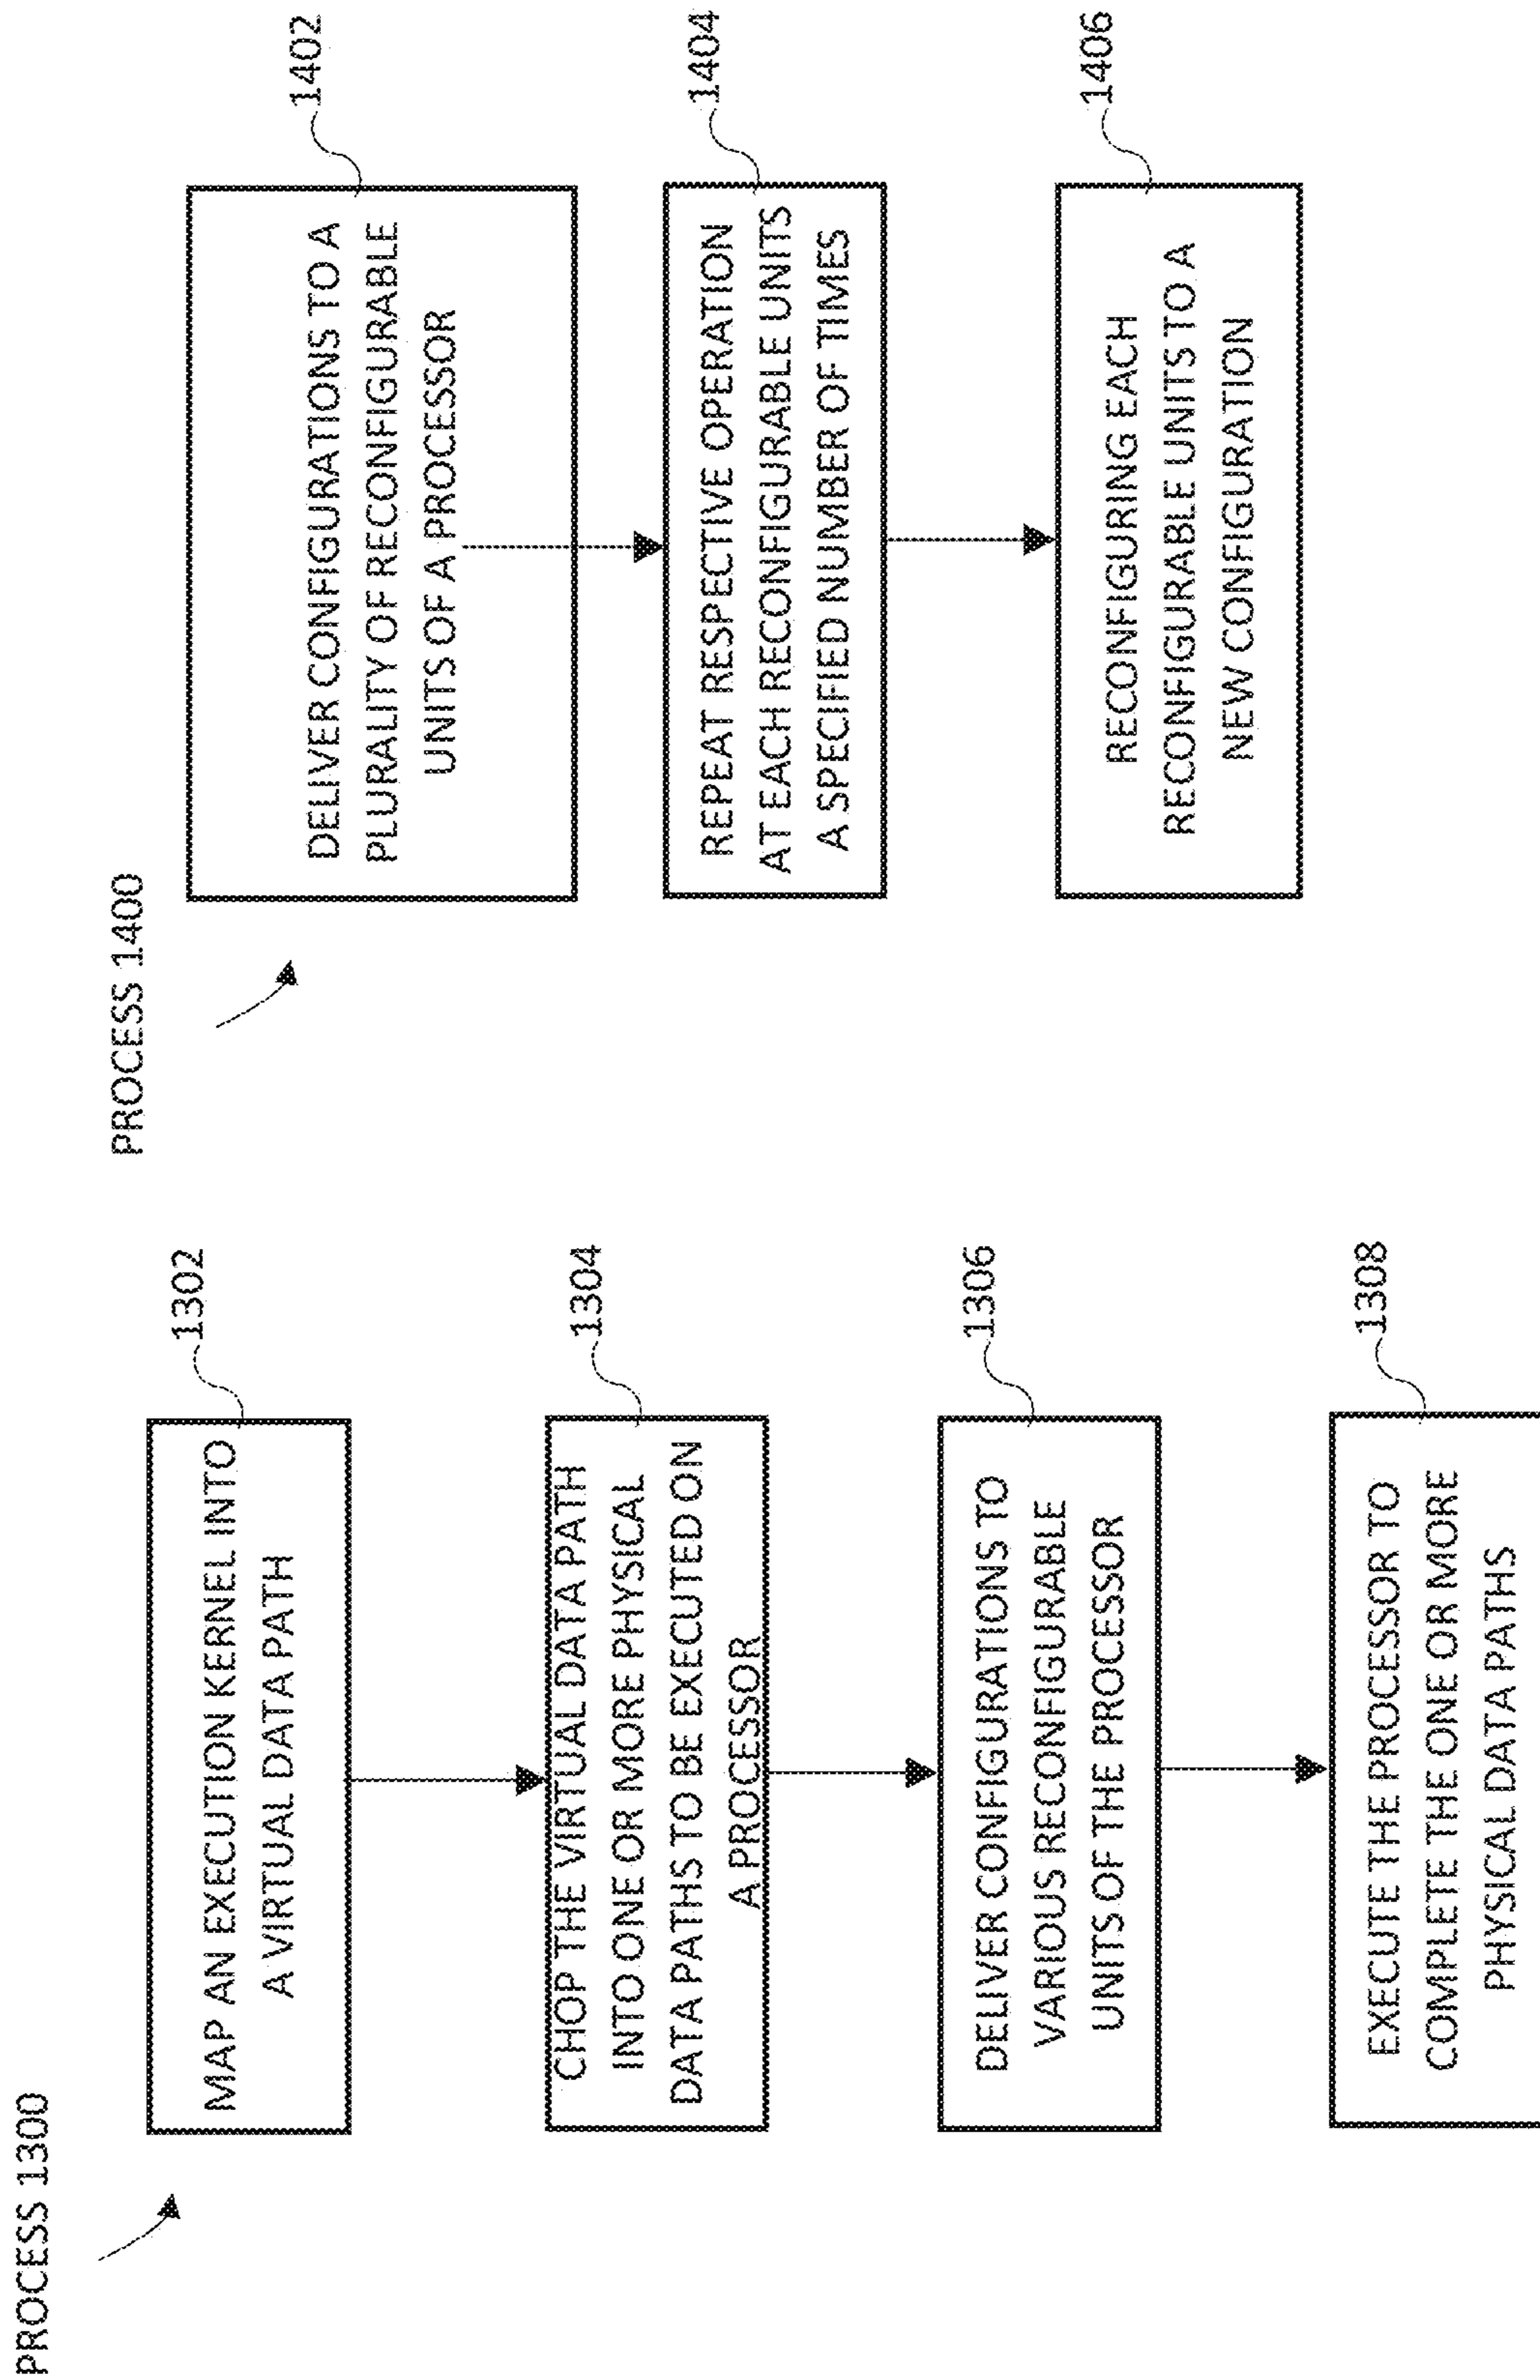 PROCESS 1300
MAP AN EXECUTION KERNEL INTO
A VIRTUAL DATA PATH
1302
CHOP THE VIRTUAL DATA PATH
INTO ONE OR MORE PHYSICAL
DATA PATHS TO BE EXECUTED ON
A PROCESSOR
1304
DELIVER CONFIGURATIONS TO
VARIOUS RECONFIGURABLE
UNITS OF THE PROCESSOR
1306
EXECUTE THE PROCESSOR TO
COMPLETE THE ONE OR MORE
PHYSICAL DATA PATHS
1308
PROCESS 1400
DELIVER CONFIGURATIONS TO A
PLURALITY OF RECONFIGURABLE
UNITS OF A PROCESSOR
1402
REPEAT RESPECTIVE OPERATION
AT EACH RECONFIGURABLE UNITS
A SPECIFIED NUMBER OF TIMES
1404
RECONFIGURING EACH
RECONFIGURABLE UNITS TO A
NEW CONFIGURATION
1406